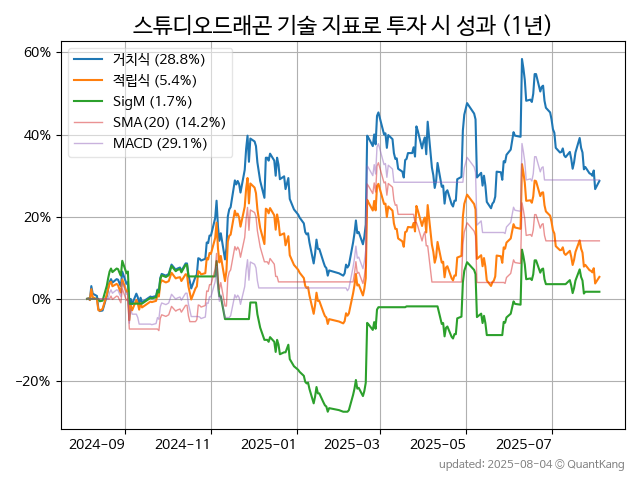 스튜디오드래곤 기술 지표로 투자 시 성과 (1년)
60%
40%
20%
0%
−20%
거치식 (28.8%)
적립식 (5.4%)
SigM (1.7%)
SMA(20) (14.2%)
MACD (29.1%)
2024-09
2024-11
2025-01
2025-03
2025-05
2025-07
updated: 2025-08-04 © QuantKang